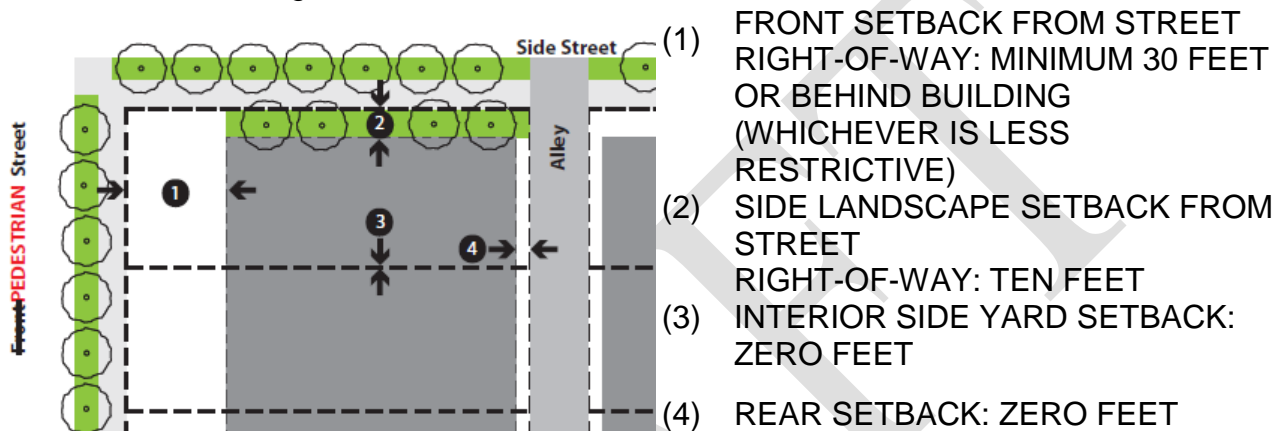 Side Street
Alley
Front PEDESTRIAN Street
1
2
3
4
(1) FRONT SETBACK FROM STREET
RIGHT-OF-WAY: MINIMUM 30 FEET
OR BEHIND BUILDING
(WHICHEVER IS LESS
RESTRICTIVE)
(2) SIDE LANDSCAPE SETBACK FROM
STREET
RIGHT-OF-WAY: TEN FEET
(3) INTERIOR SIDE YARD SETBACK:
ZERO FEET
(4) REAR SETBACK: ZERO FEET